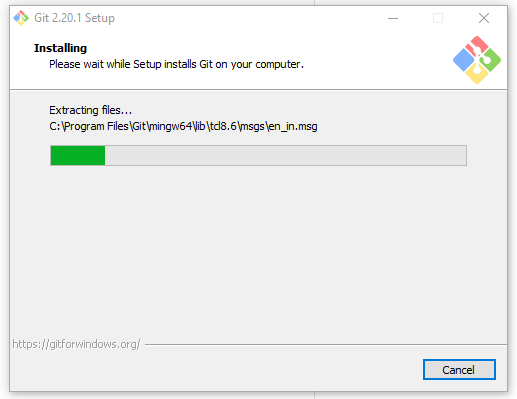 Git 2.20.1 Setup
Installing
Please wait while Setup installs Git on your computer.
Extracting files...
C:\Program Files\Git\mingw64\lib\tcl8.6\msgs\en_in.msg
https://gitforwindows.org/
Cancel